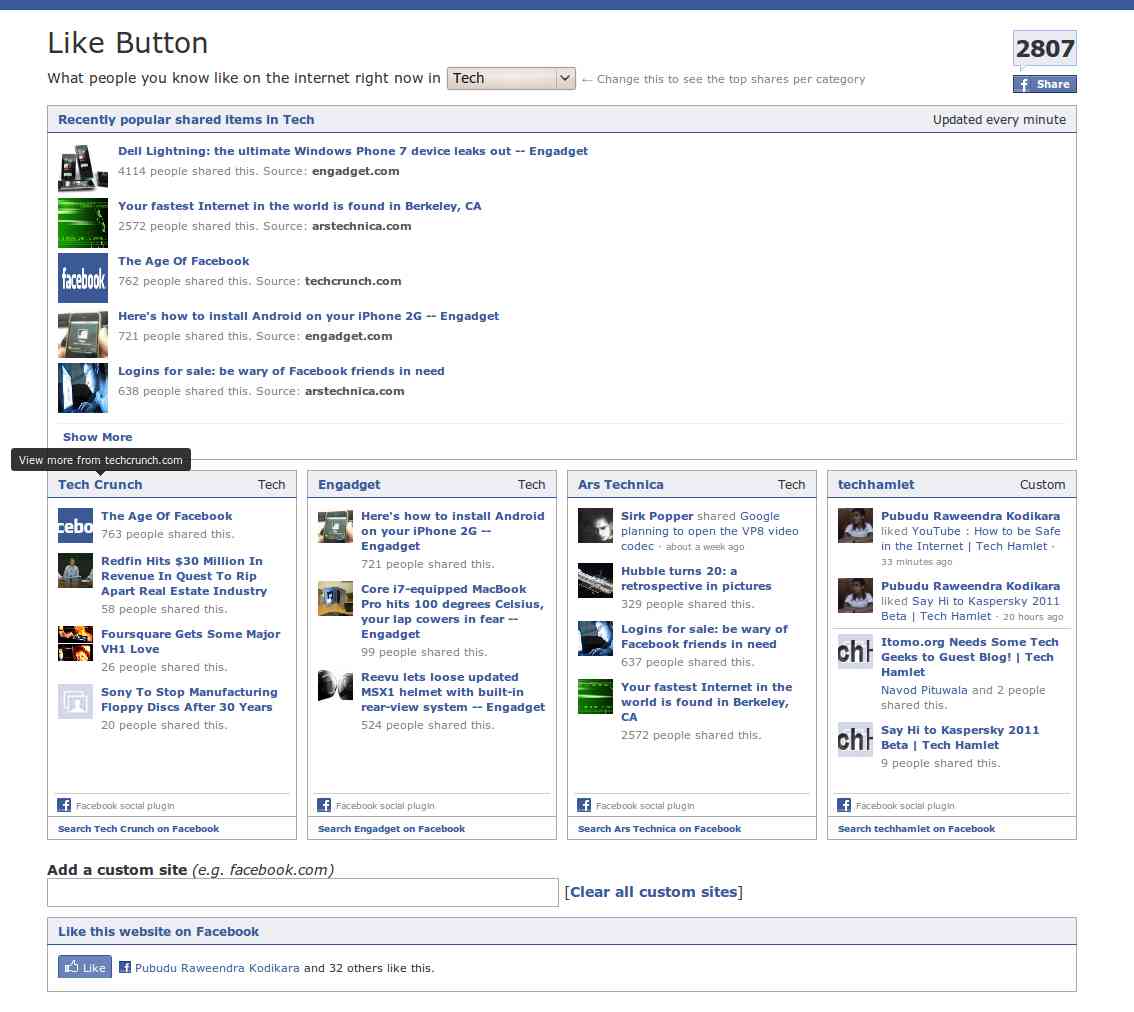 Like Button
2807
What people you know like on the internet right now in Tech ← Change this to see the top shares per category
Share
Recently popular shared items in Tech
Updated every minute
Dell Lightning: the ultimate Windows Phone 7 device leaks out -- Engadget
4114 people shared this. Source: engadget.com
Your fastest Internet in the world is found in Berkeley, CA
2572 people shared this. Source: arstechnica.com
facebook
The Age Of Facebook
762 people shared this. Source: techcrunch.com
Here's how to install Android on your iPhone 2G -- Engadget
721 people shared this. Source: engadget.com
Logins for sale: be wary of Facebook friends in need
638 people shared this. Source: arstechnica.com
Show More
View more from techcrunch.com
Tech Crunch
Tech
cebo
The Age Of Facebook
763 people shared this.
Redfin Hits $30 Million In
Revenue In Quest To Rip
Apart Real Estate Industry
58 people shared this.
Foursquare Gets Some Major
VH1 Love
26 people shared this.
Sony To Stop Manufacturing
Floppy Discs After 30 Years
20 people shared this.
Facebook social plugin
Search Tech Crunch on Facebook
Engadget
Tech
Here's how to install Android
on your iPhone 2G --
Engadget
721 people shared this.
Core i7-equipped MacBook
Pro hits 100 degrees Celsius,
your lap cowers in fear --
Engadget
99 people shared this.
Reevu lets loose updated
MSX1 helmet with built-in
rear-view system -- Engadget
524 people shared this.
Facebook social plugin
Search Engadget on Facebook
Ars Technica
Tech
Sirk Popper shared Google
planning to open the VP8 video
codec · about a week ago
Hubble turns 20: a
retrospective in pictures
329 people shared this.
Logins for sale: be wary of
Facebook friends in need
637 people shared this.
Your fastest Internet in the
world is found in Berkeley,
CA
2572 people shared this.
Facebook social plugin
Search Ars Technica on Facebook
techhamlet
Custom
Pubudu Raweendra Kodikara
liked YouTube : How to be Safe
in the Internet | Tech Hamlet ·
33 minutes ago
Pubudu Raweendra Kodikara
liked Say Hi to Kaspersky 2011
Beta | Tech Hamlet · 20 hours ago
chh
Itomo.org Needs Some Tech
Geeks to Guest Blog! | Tech
Hamlet
Navod Pituwala and 2 people
shared this.
chh
Say Hi to Kaspersky 2011
Beta | Tech Hamlet
9 people shared this.
Facebook social plugin
Search techhamlet on Facebook
Add a custom site (e.g. facebook.com)
[Clear all custom sites]
Like this website on Facebook
Like
Pubudu Raweendra Kodikara and 32 others like this.